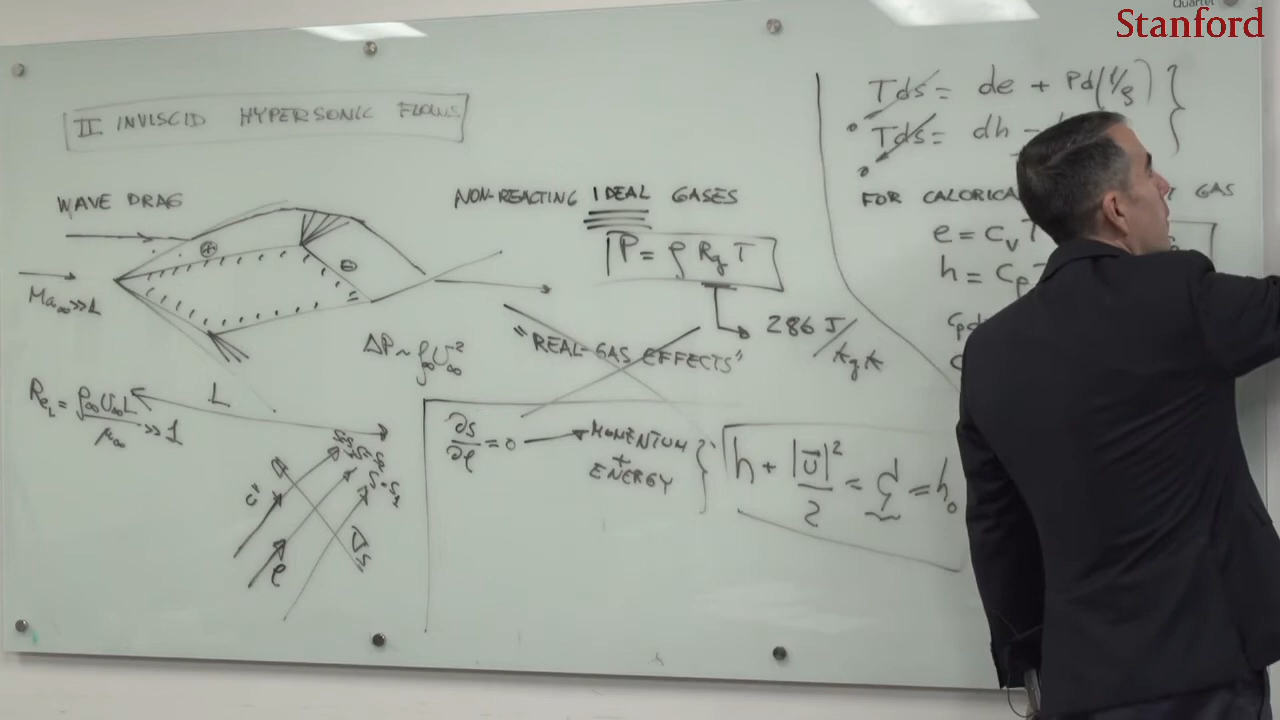 Quartet
Stanford
II INVISCID HYPERSONIC FLOWS
WAVE DRAG
Ma∞ >> 1
⊕
⊖
ΔP ~ ρ∞ U∞²
L
Re_L = ρ∞ U∞ L / μ∞ >> 1
NON-REACTING IDEAL GASES
P = ρ Rg T
286 J/kg K
"REAL-GAS EFFECTS"
∂s/∂ℓ = 0 → MOMENTUM + ENERGY }
h + |ū|²/2 = ϕ = h₀
ū
ℓ
∇s
Tds = de + Pd(1/ρ)
Tds = dh -
FOR GAS
e = cv T
h = cp